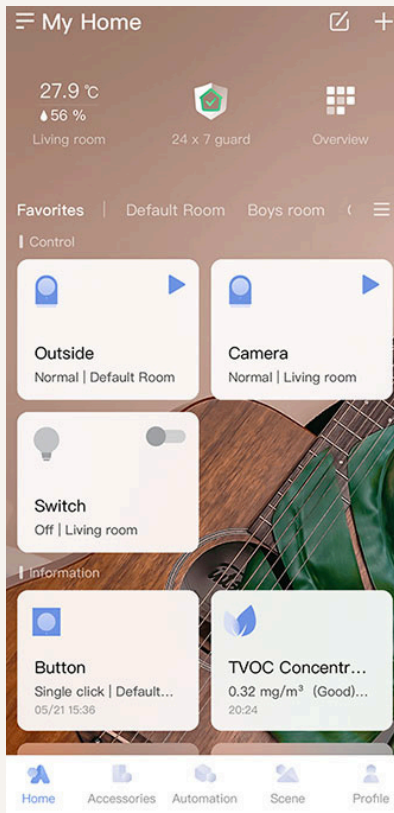 My Home
27.9 ℃
56 %
Living room
24 x 7 guard
Overview
Favorites | Default Room Boys room
Control
Outside
Normal | Default Room
Camera
Normal | Living room
Switch
Off | Living room
Information
Button
Single click | Default...
05/21 15:36
TVOC Concentr...
0.32 mg/m³ (Good)...
20:24
Home Accessories Automation Scene Profile